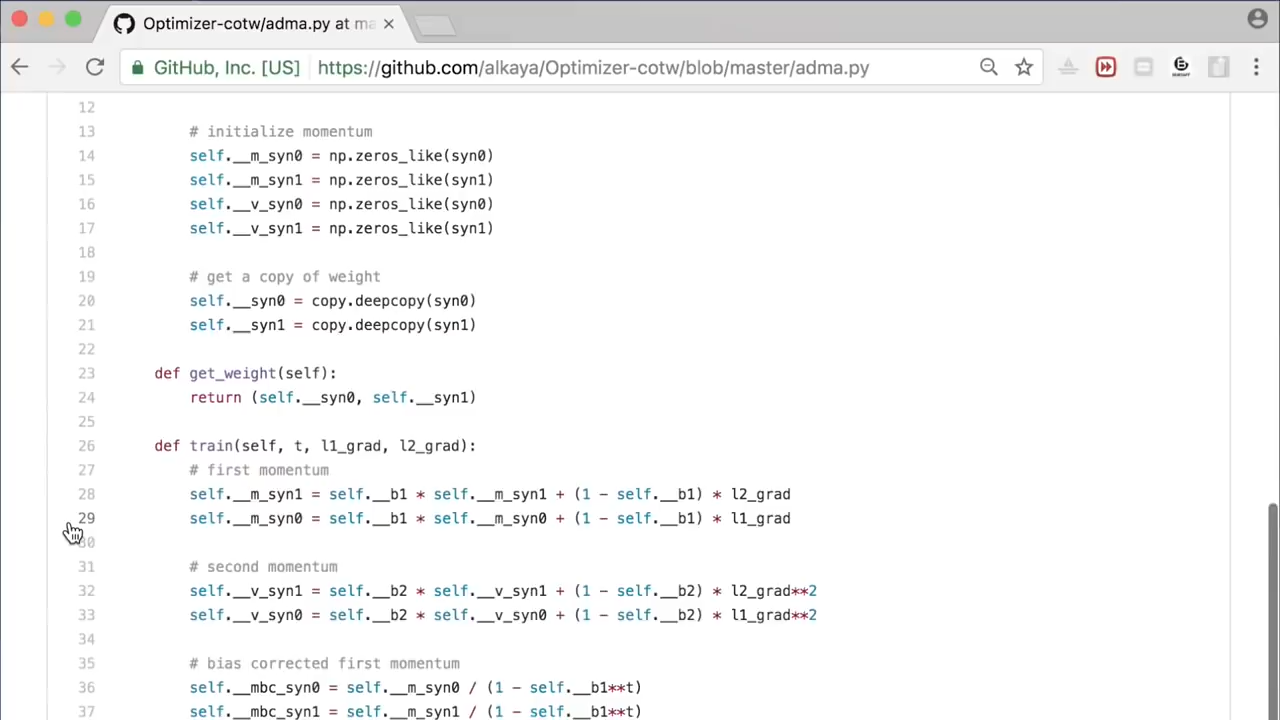 Optimizer-cotw/adma.py at ma
GitHub, Inc. [US] https://github.com/alkaya/Optimizer-cotw/blob/master/adma.py
12
13 # initialize momentum
14 self.__m_syn0 = np.zeros_like(syn0)
15 self.__m_syn1 = np.zeros_like(syn1)
16 self.__v_syn0 = np.zeros_like(syn0)
17 self.__v_syn1 = np.zeros_like(syn1)
18
19 # get a copy of weight
20 self.__syn0 = copy.deepcopy(syn0)
21 self.__syn1 = copy.deepcopy(syn1)
22
23 def get_weight(self):
24 return (self.__syn0, self.__syn1)
25
26 def train(self, t, l1_grad, l2_grad):
27 # first momentum
28 self.__m_syn1 = self.__b1 * self.__m_syn1 + (1 - self.__b1) * l2_grad
29 self.__m_syn0 = self.__b1 * self.__m_syn0 + (1 - self.__b1) * l1_grad
30
31 # second momentum
32 self.__v_syn1 = self.__b2 * self.__v_syn1 + (1 - self.__b2) * l2_grad**2
33 self.__v_syn0 = self.__b2 * self.__v_syn0 + (1 - self.__b2) * l1_grad**2
34
35 # bias corrected first momentum
36 self.__mbc_syn0 = self.__m_syn0 / (1 - self.__b1**t)
37 self.__mbc_syn1 = self.__m_syn1 / (1 - self.__b1**t)